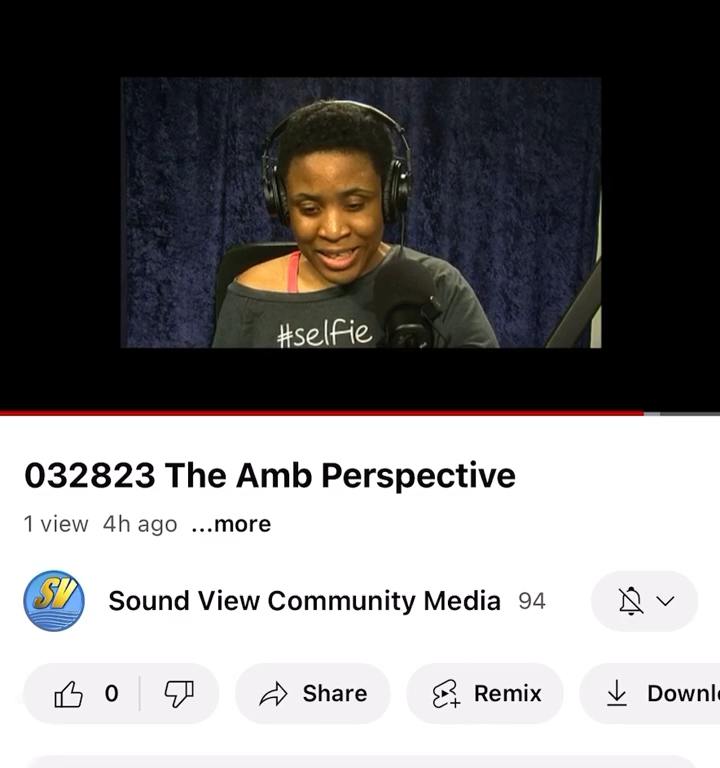 #selfie
032823 The Amb Perspective
1 view 4h ago ...more
SV
Sound View Community Media 94
0
Share
Remix
Downl